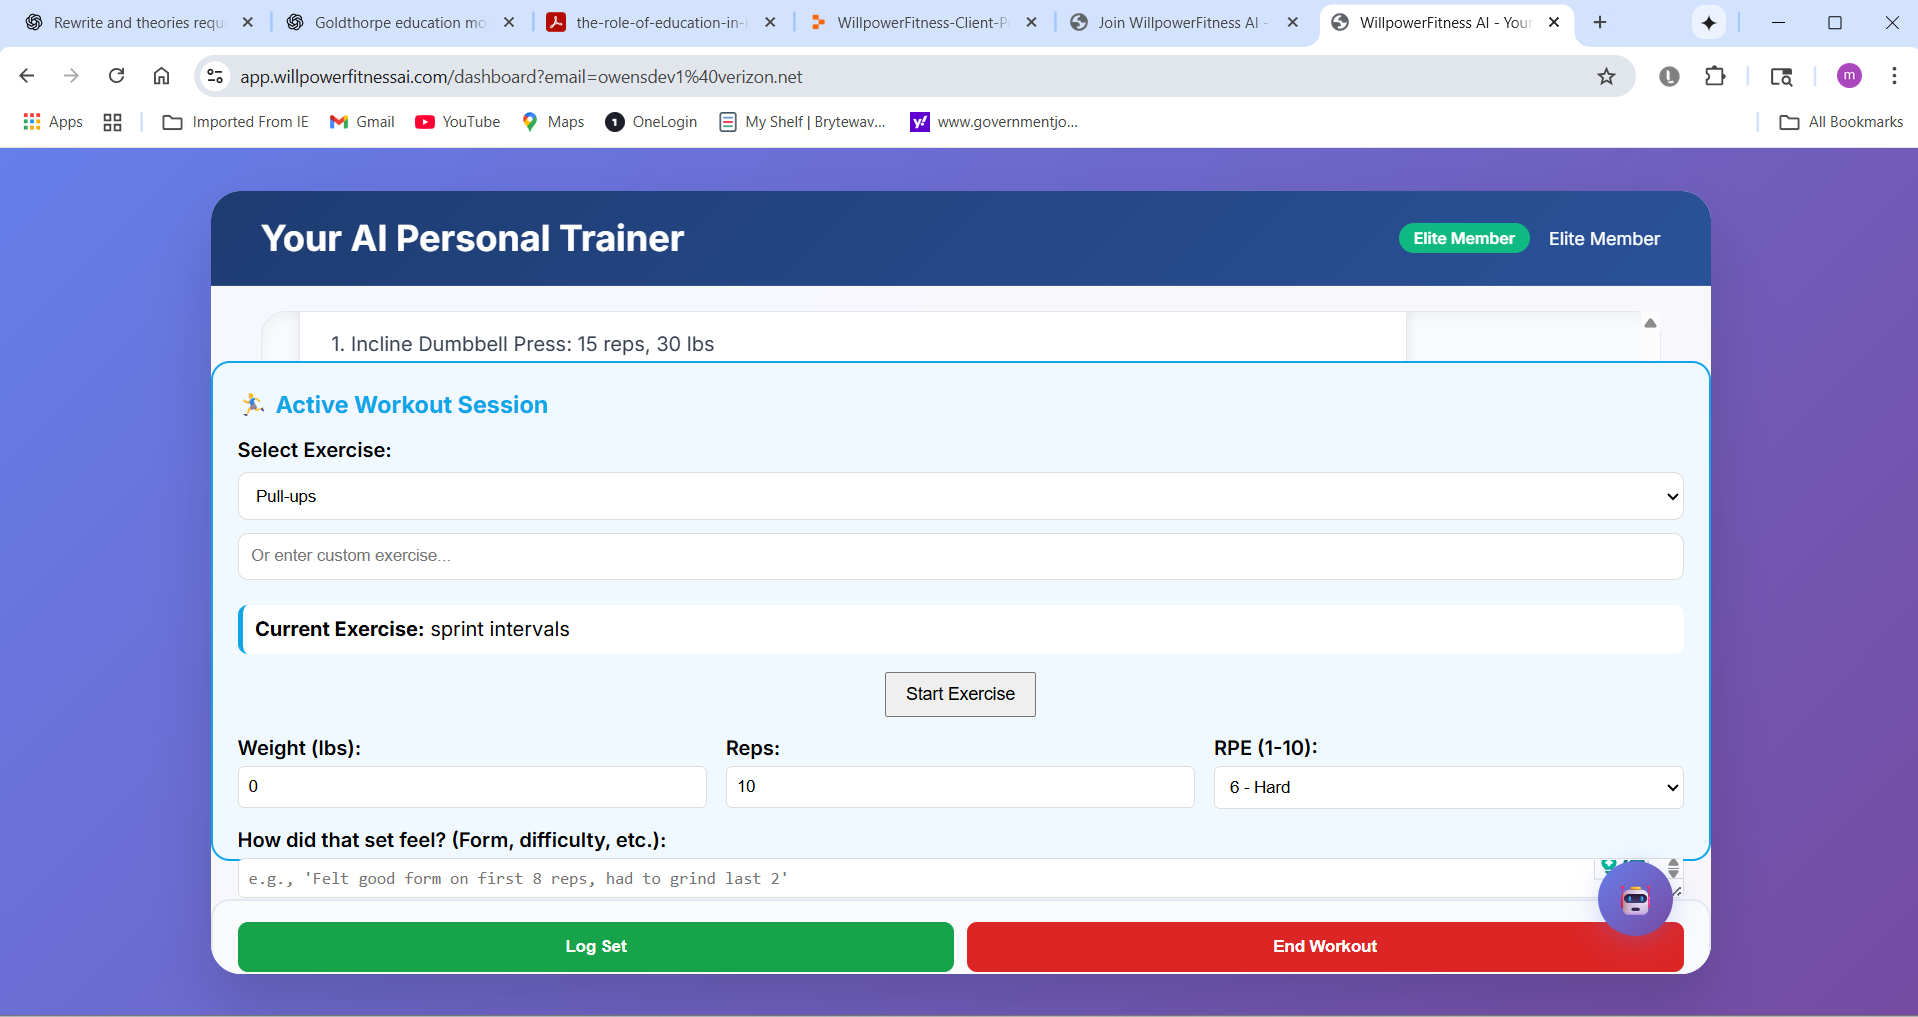 Rewrite and theories requ
Goldthorpe education mo
the-role-of-education-in-i
WillpowerFitness-Client-Po
Join WillpowerFitness AI -
WillpowerFitness AI - Your
app.willpowerfitnessai.com/dashboard?email=owensdev1%40verizon.net
m
Apps
Imported From IE
Gmail
YouTube
Maps
OneLogin
My Shelf | Brytewav...
www.governmentjo...
All Bookmarks
Your AI Personal Trainer
Elite Member
Elite Member
1. Incline Dumbbell Press: 15 reps, 30 lbs
Active Workout Session
Select Exercise:
Pull-ups
Or enter custom exercise...
Current Exercise: sprint intervals
Start Exercise
Weight (lbs):
Reps:
RPE (1-10):
0
10
6 - Hard
How did that set feel? (Form, difficulty, etc.):
e.g., 'Felt good form on first 8 reps, had to grind last 2'
Log Set
End Workout